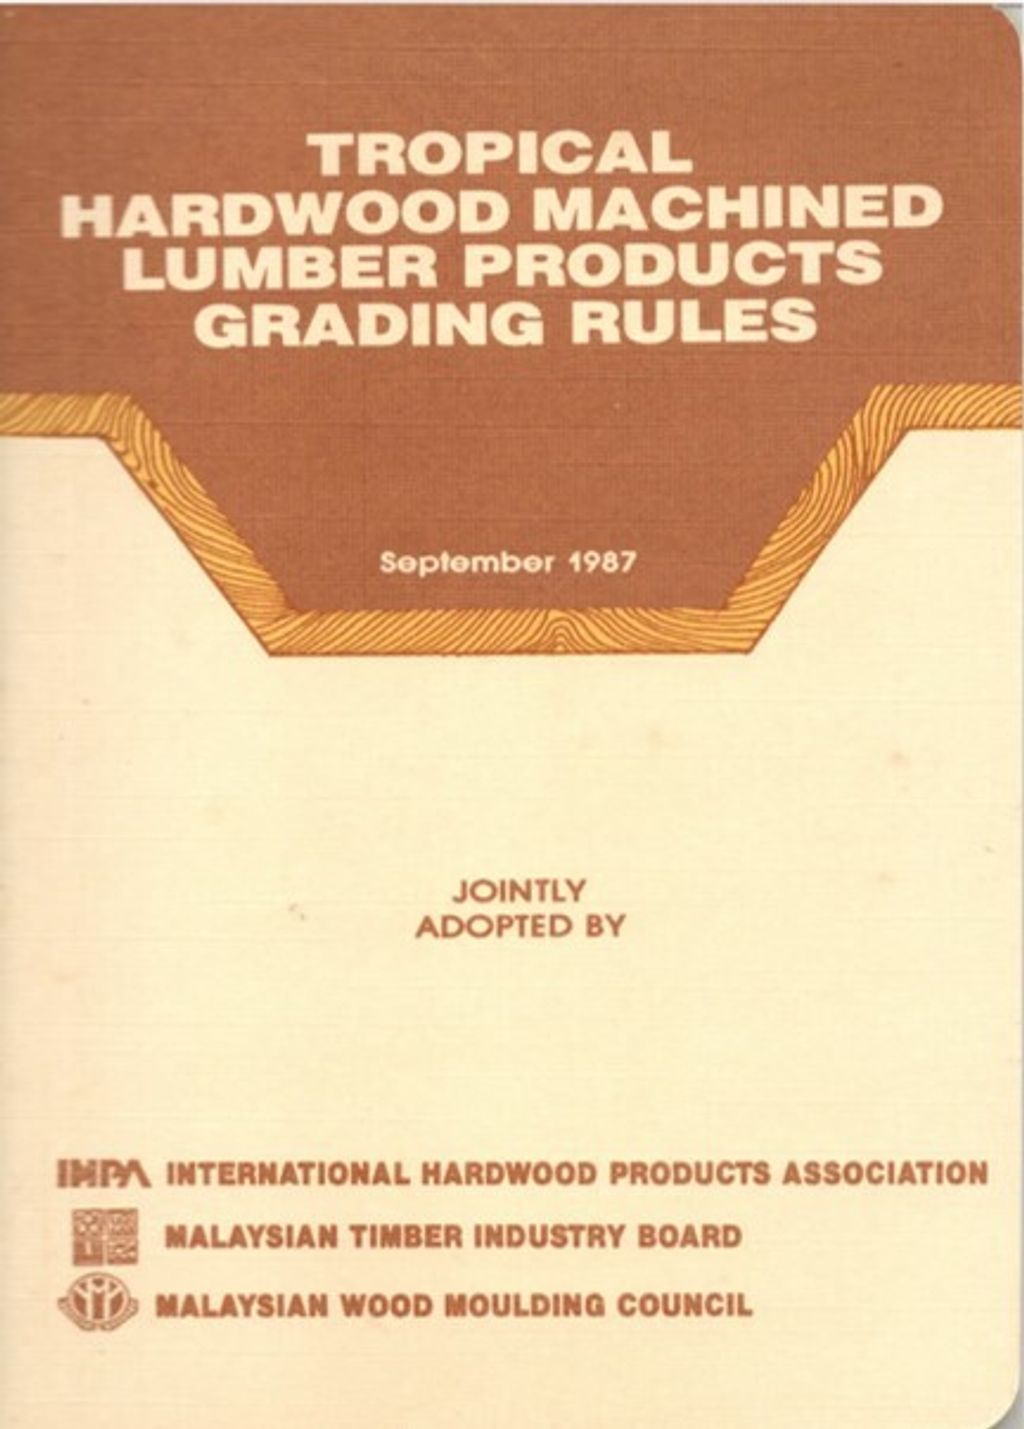 TROPICAL
HARDWOOD MACHINED
LUMBER PRODUCTS
GRADING RULES
September 1987
JOINTLY
ADOPTED BY
IHPA INTERNATIONAL HARDWOOD PRODUCTS ASSOCIATION
MALAYSIAN TIMBER INDUSTRY BOARD
MALAYSIAN WOOD MOULDING COUNCIL